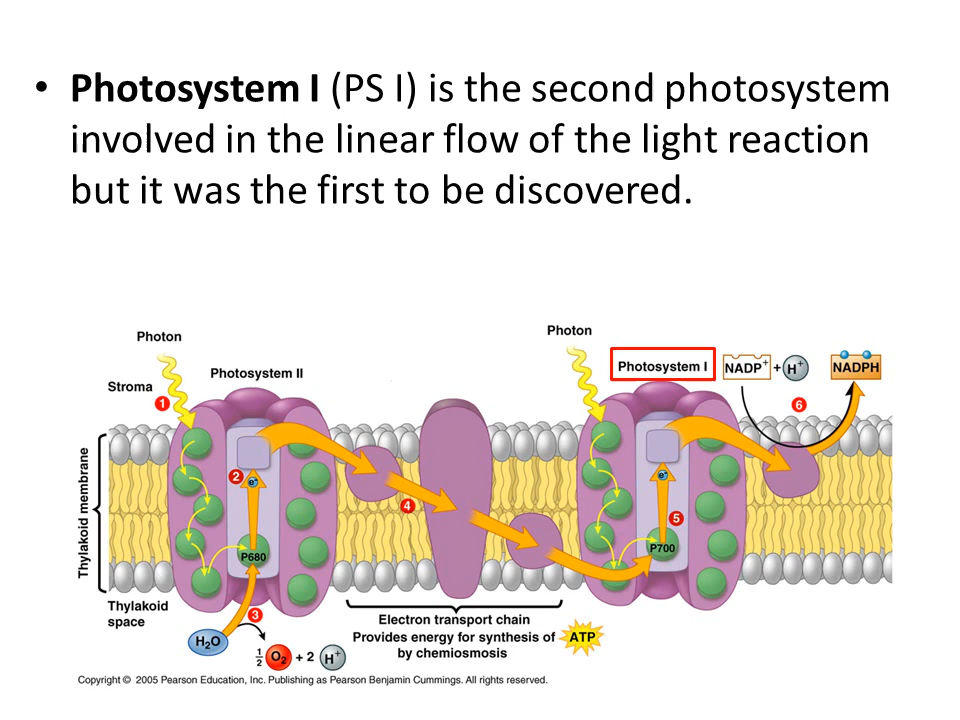 • Photosystem I (PS I) is the second photosystem
involved in the linear flow of the light reaction
but it was the first to be discovered.
Photon
Photon
Stroma
Photosystem II
Photosystem I
NADP+ + H+
NADPH
1
6
Thylakoid membrane
2
e-
e-
4
5
P680
P700
Thylakoid
space
3
H2O
1/2 O2 + 2 H+
Electron transport chain
Provides energy for synthesis of
by chemiosmosis
ATP
Copyright © 2005 Pearson Education, Inc. Publishing as Pearson Benjamin Cummings. All rights reserved.